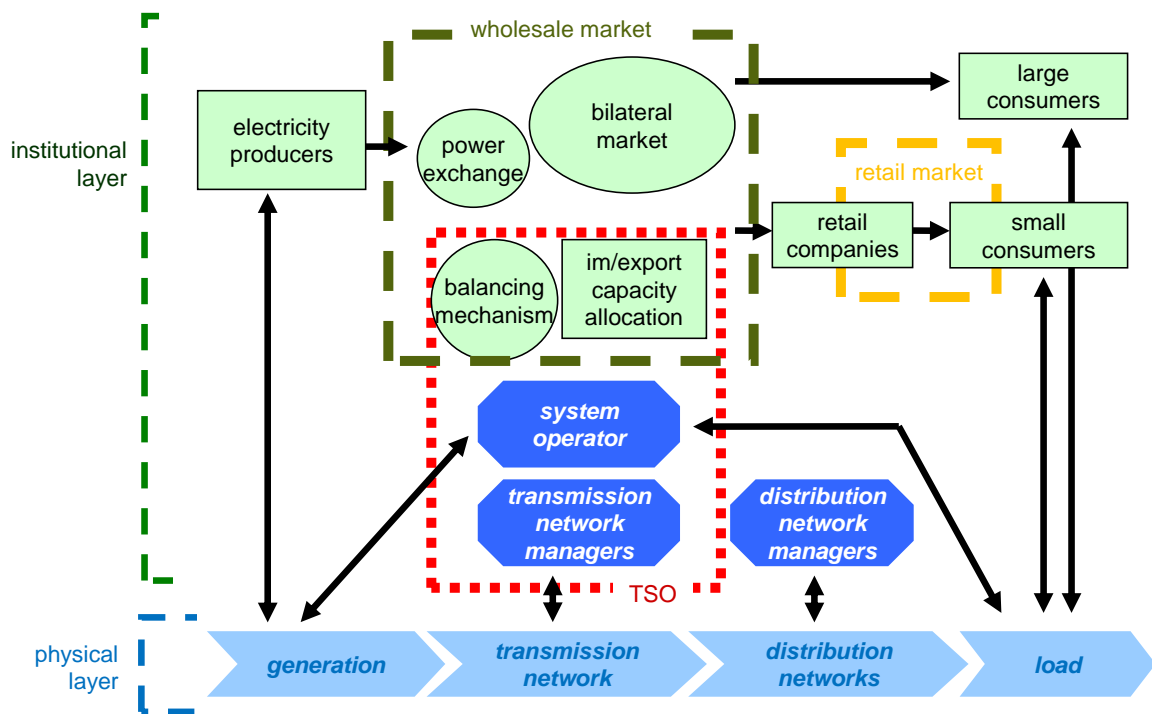 wholesale market
large
consumers
bilateral
market
electricity
producers
power
exchange
institutional
layer
retail market
retail
companies
small
consumers
balancing
mechanism
im/export
capacity
allocation
system
operator
transmission
network
managers
distribution
network
managers
TSO
physical
layer
generation
transmission
network
distribution
networks
load